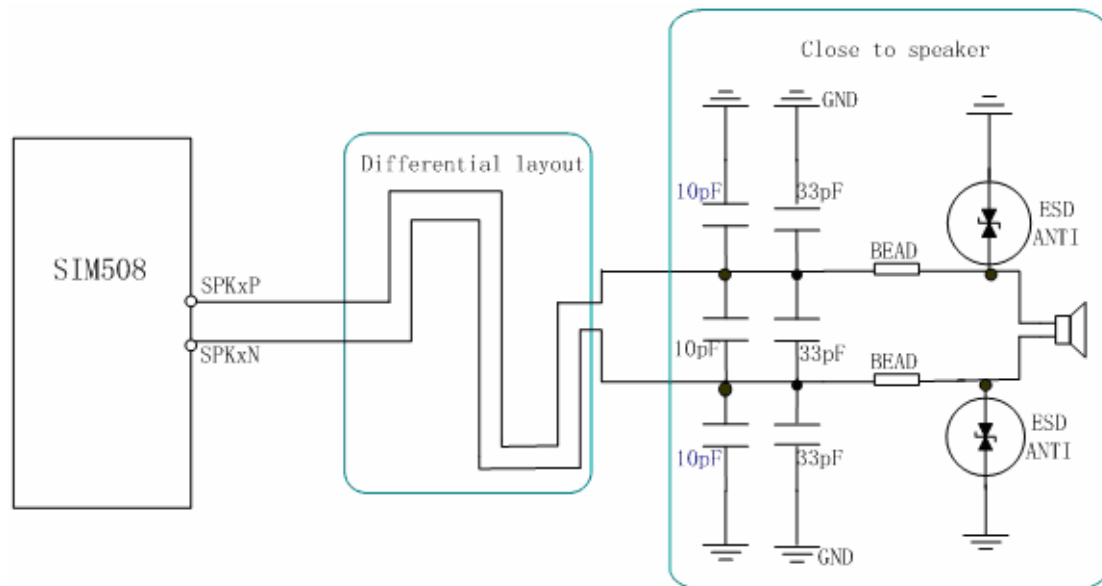 Close to speaker
GND
Differential layout
10pF
33pF
ESD
ANTI
BEAD
SIM508
SPKxP
SPKxN
10pF
33pF
BEAD
ESD
ANTI
10pF
33pF
GND